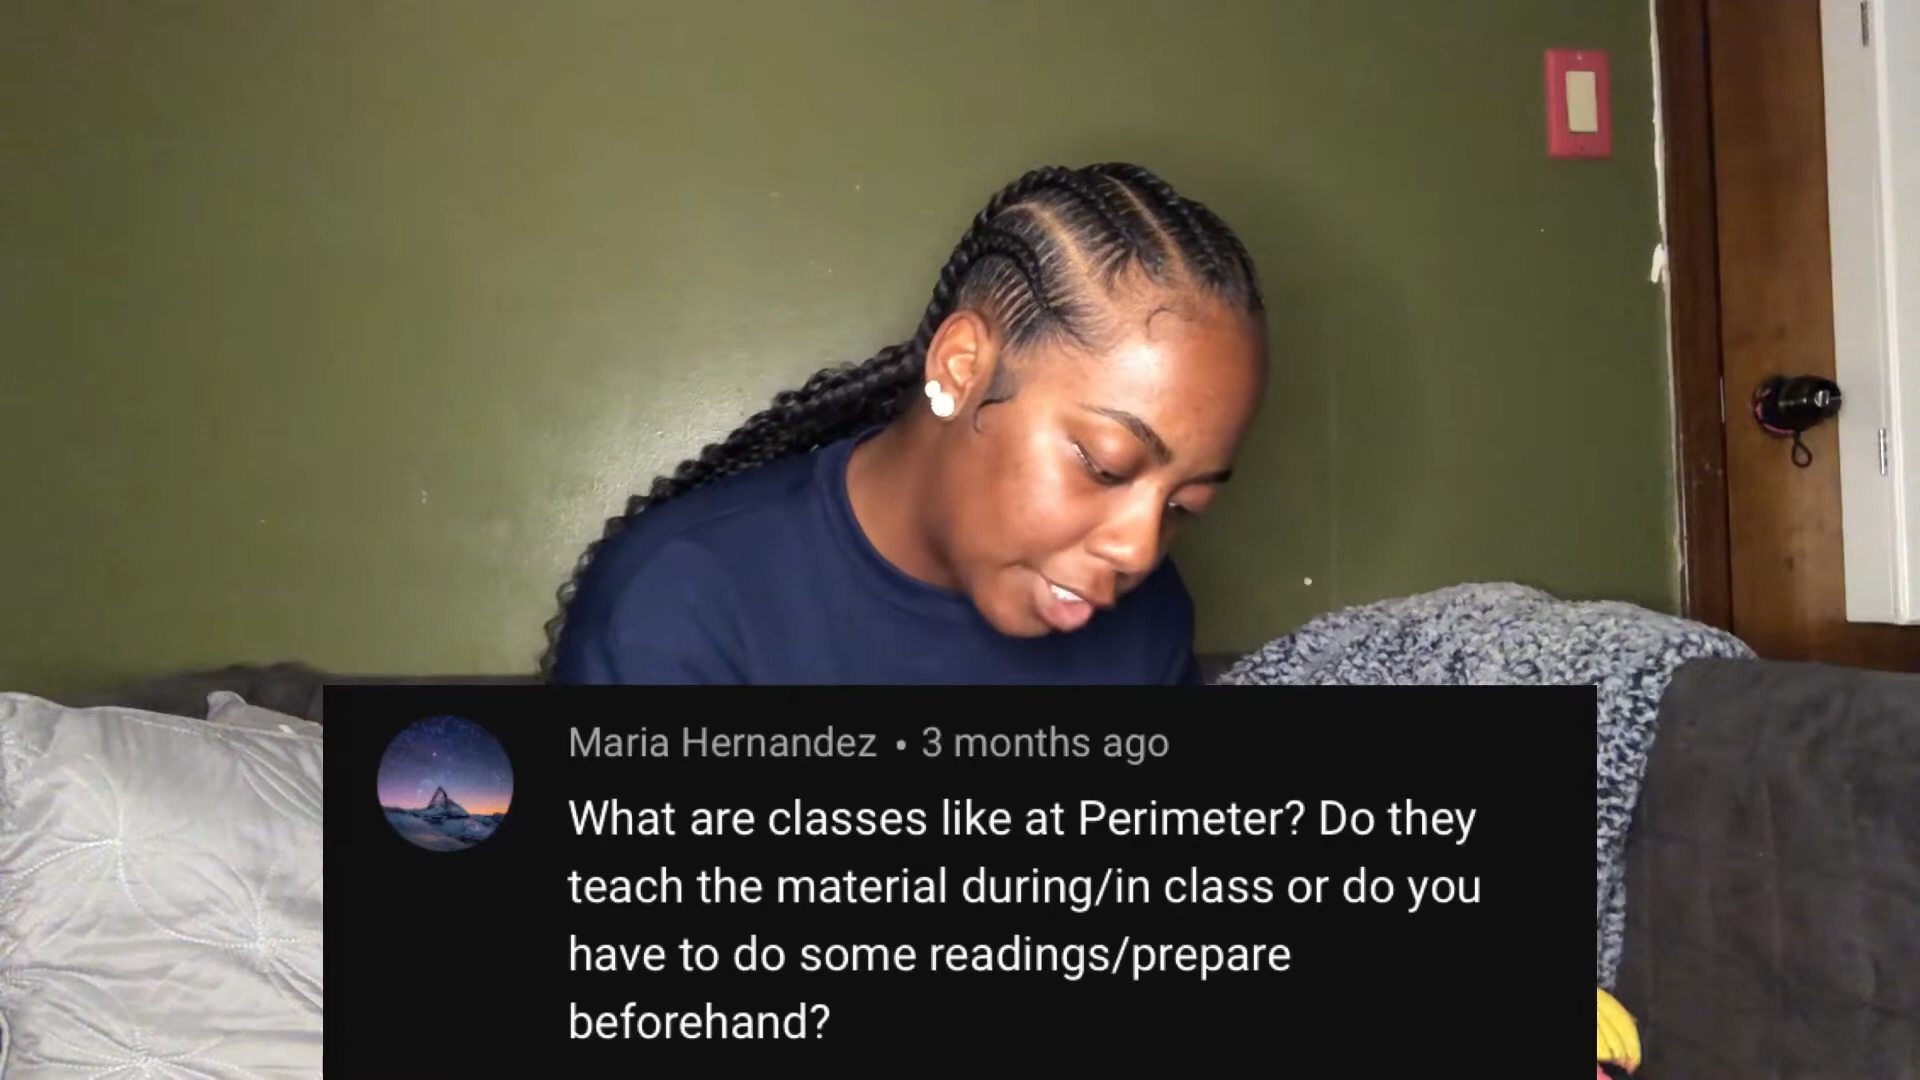 Maria Hernandez • 3 months ago
What are classes like at Perimeter? Do they
teach the material during/in class or do you
have to do some readings/prepare
beforehand?